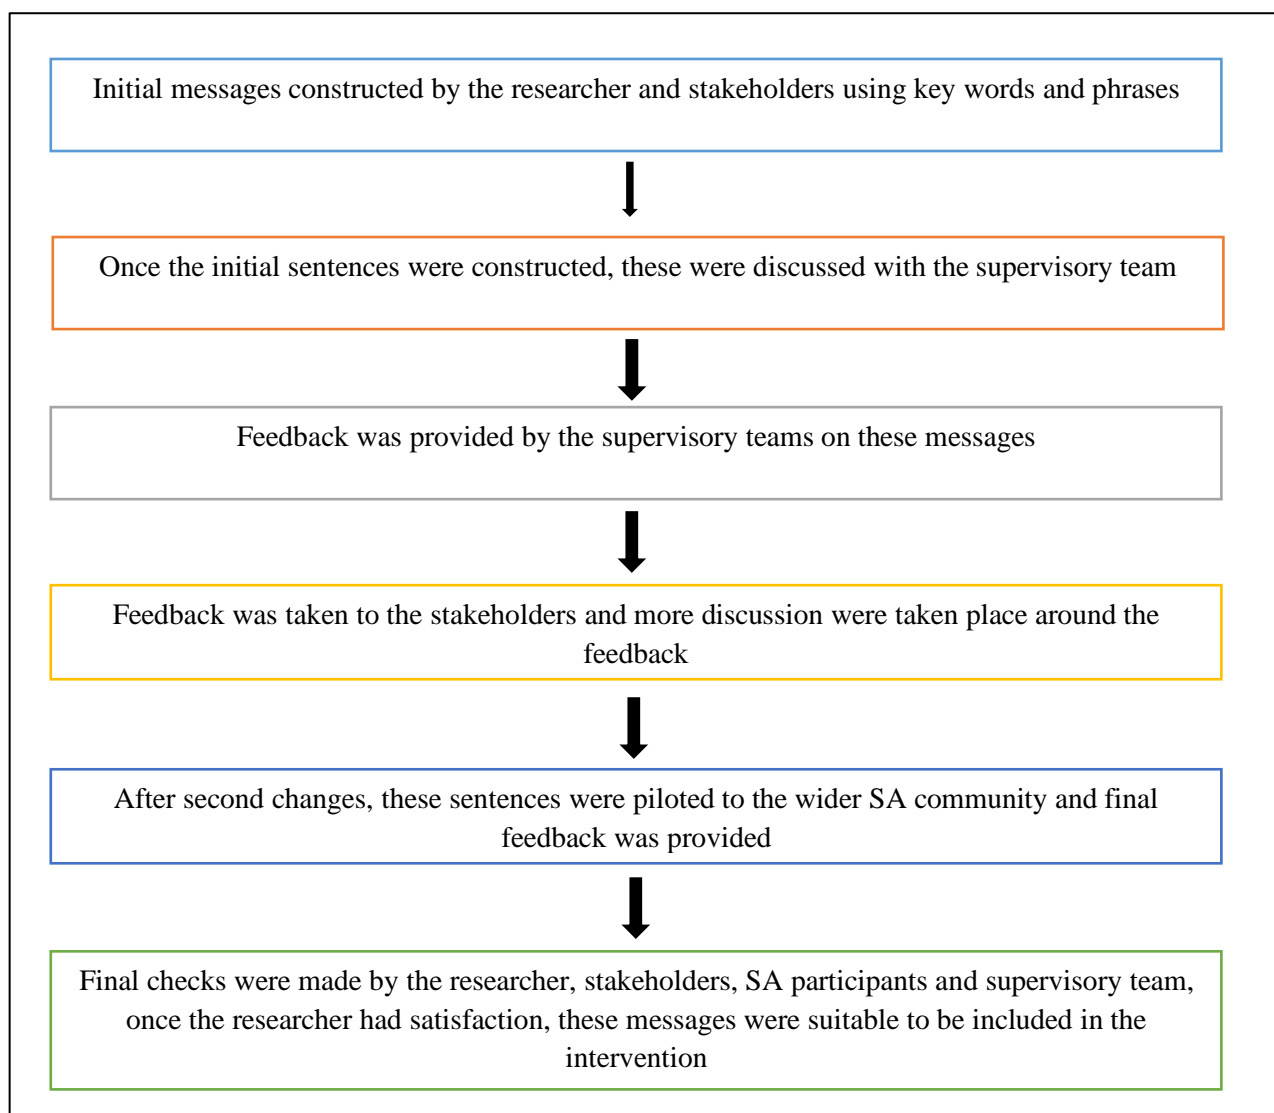 Initial messages constructed by the researcher and stakeholders using key words and phrases
Once the initial sentences were constructed, these were discussed with the supervisory team
Feedback was provided by the supervisory teams on these messages
Feedback was taken to the stakeholders and more discussion were taken place around the
feedback
After second changes, these sentences were piloted to the wider SA community and final
feedback was provided
Final checks were made by the researcher, stakeholders, SA participants and supervisory team,
once the researcher had satisfaction, these messages were suitable to be included in the
intervention